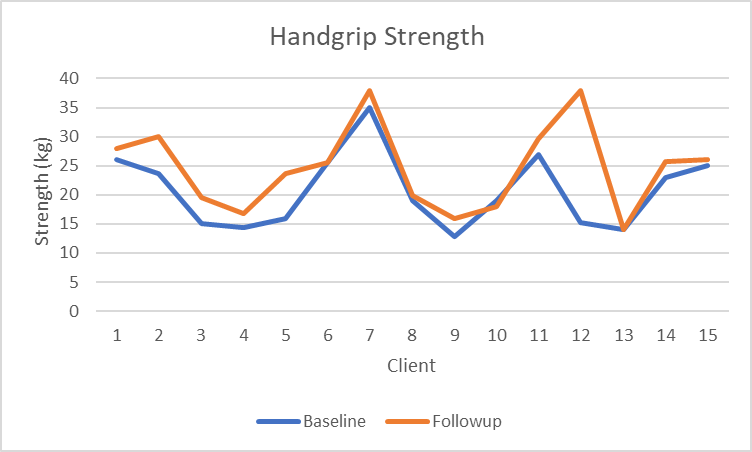 Handgrip Strength
40
35
30
25
20
15
10
5
0
Strength (kg)
1 2 3 4 5 6 7 8 9 10 11 12 13 14 15
Client
Baseline Followup